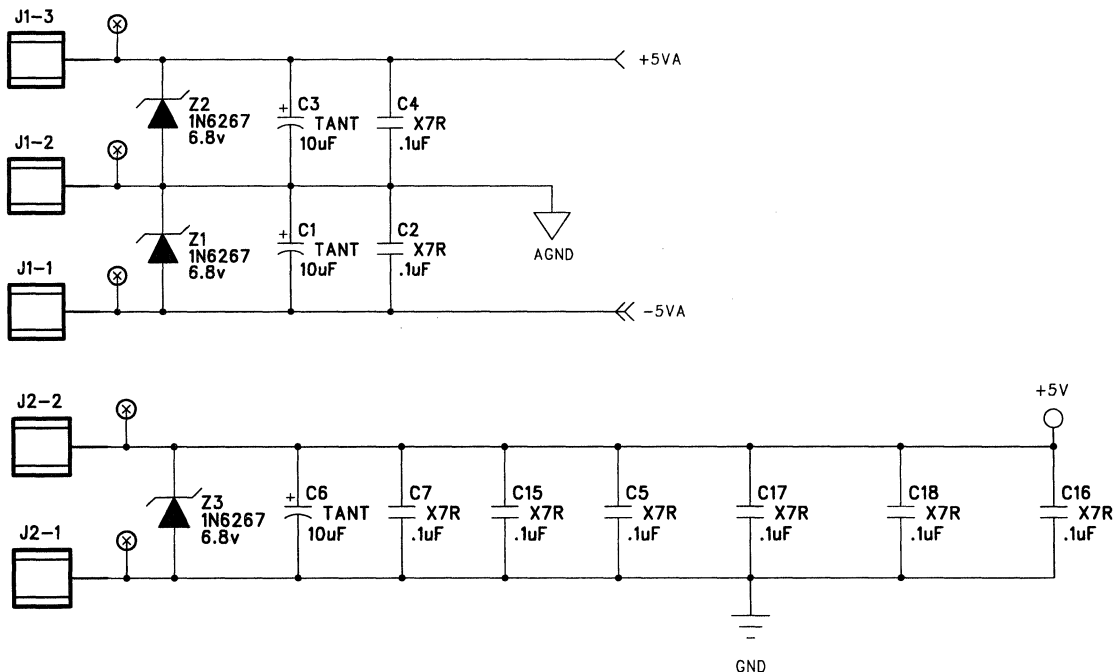 J1-3
+5VA
Z2
1N6267
6.8v
+ C3
TANT
10uF
C4
X7R
.1uF
J1-2
Z1
1N6267
6.8v
+ C1
TANT
10uF
C2
X7R
.1uF
AGND
J1-1
-5VA
J2-2
+5V
Z3
1N6267
6.8v
+ C6
TANT
10uF
C7
X7R
.1uF
C15
X7R
.1uF
C5
X7R
.1uF
C17
X7R
.1uF
C18
X7R
.1uF
C16
X7R
.1uF
J2-1
GND